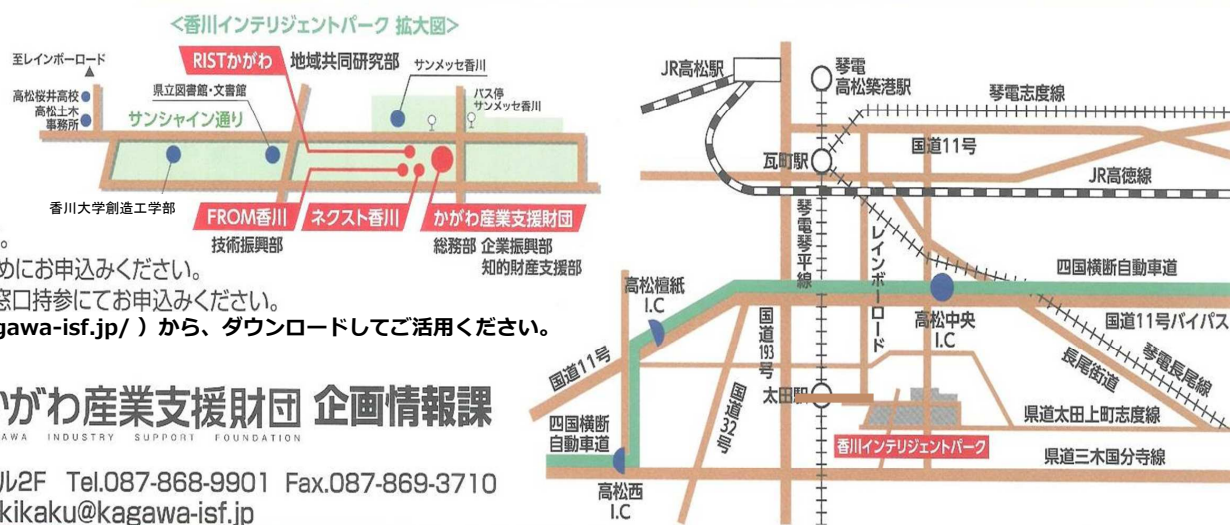 <香川インテリジェントパーク 拡大図>
至レインボーロード
RISTかがわ
地域共同研究部
サンメッセ香川
高松桜井高校
高松土木
事務所
県立図書館・文書館
バス停
サンメッセ香川
サンシャイン通り
香川大学創造工学部
FROM香川
技術振興部
ネクスト香川
かがわ産業支援財団
総務部 企業振興部
知的財産支援部
。
めにお申込みください。
窓口持参にてお申込みください。
gawa-isf.jp/ ）から、ダウンロードしてご活用ください。
かがわ産業支援財団 企画情報課
AWA INDUSTRY SUPPORT FOUNDATION
ル2F Tel.087-868-9901 Fax.087-869-3710
kikaku@kagawa-isf.jp
JR高松駅
琴電
高松築港駅
琴電志度線
国道11号
瓦町駅
JR高徳線
琴電琴平線
レインボーロード
四国横断自動車道
高松檀紙
I.C
高松中央
I.C
国道11号バイパス
国道193号
国道11号
琴電長尾線
長尾街道
太田駅
国道32号
県道太田上町志度線
四国横断
自動車道
香川インテリジェントパーク
県道三木国分寺線
高松西
I.C